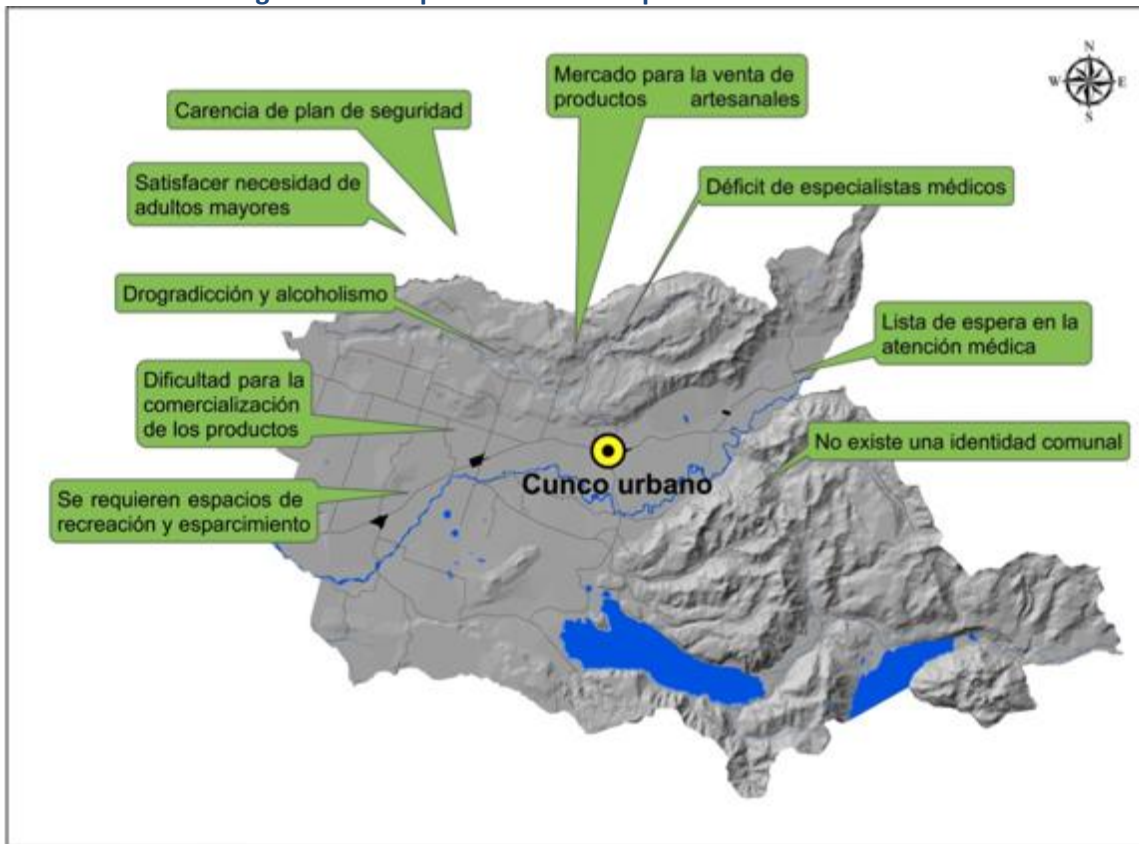 N
W E
S
Mercado para la venta de
productos artesanales
Carencia de plan de seguridad
Satisfacer necesidad de
adultos mayores
Déficit de especialistas médicos
Drogradicción y alcoholismo
Lista de espera en la
atención médica
Dificultad para la
comercialización
de los productos
No existe una identidad comunal
Cunco urbano
Se requieren espacios de
recreación y esparcimiento